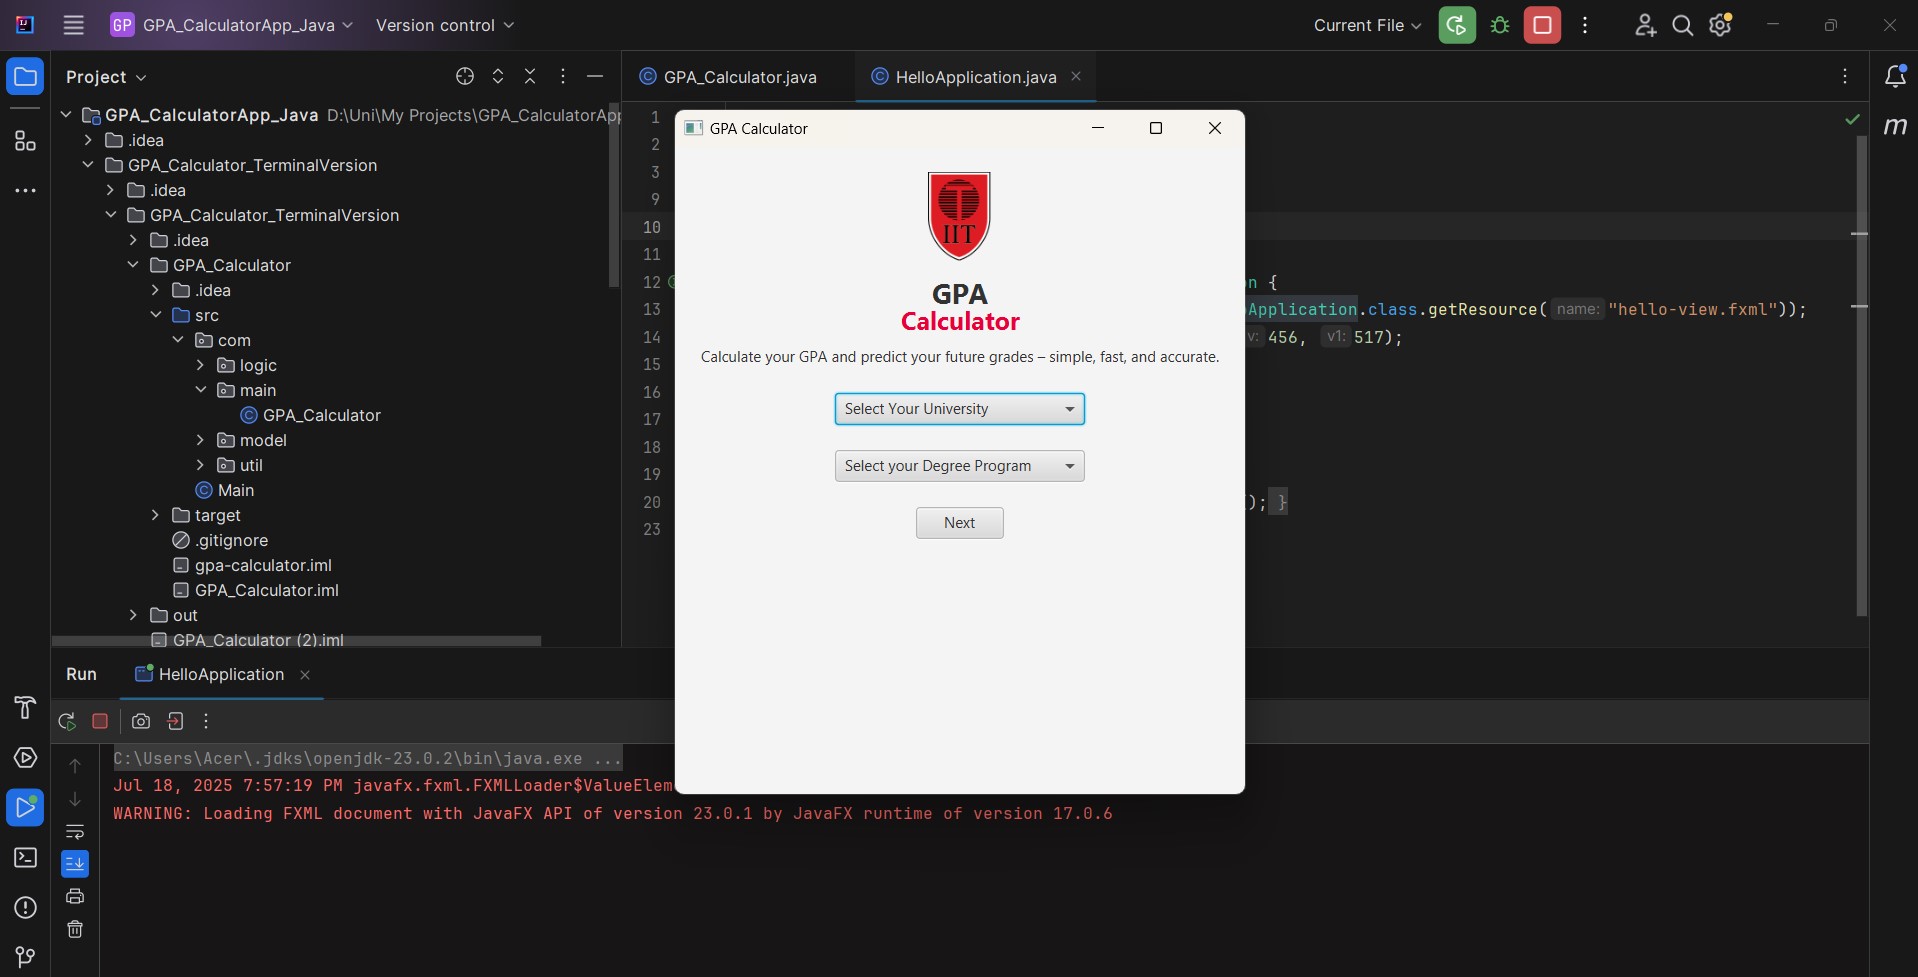 GP GPA_CalculatorApp_Java Version control Current File
Project
GPA_Calculator.java HelloApplication.java
GPA_CalculatorApp_Java D:\Uni\My Projects\GPA_CalculatorAp
.idea
GPA_Calculator_TerminalVersion
.idea
GPA_Calculator_TerminalVersion
.idea
GPA_Calculator
.idea
src
com
logic
main
GPA_Calculator
model
util
Main
target
.gitignore
gpa-calculator.iml
GPA_Calculator.iml
out
GPA_Calculator (2).iml
1
2
3
9
10
11
12 n {
13 Application.class.getResource( name: "hello-view.fxml"));
14 v: 456, v1: 517);
15
16
17
18
19
20 ); }
23
m
GPA Calculator
IIT
GPA
Calculator
Calculate your GPA and predict your future grades – simple, fast, and accurate.
Select Your University
Select your Degree Program
Next
Run HelloApplication
C:\Users\Acer\.jdks\openjdk-23.0.2\bin\java.exe ...
Jul 18, 2025 7:57:19 PM javafx.fxml.FXMLLoader$ValueElem
WARNING: Loading FXML document with JavaFX API of version 23.0.1 by JavaFX runtime of version 17.0.6